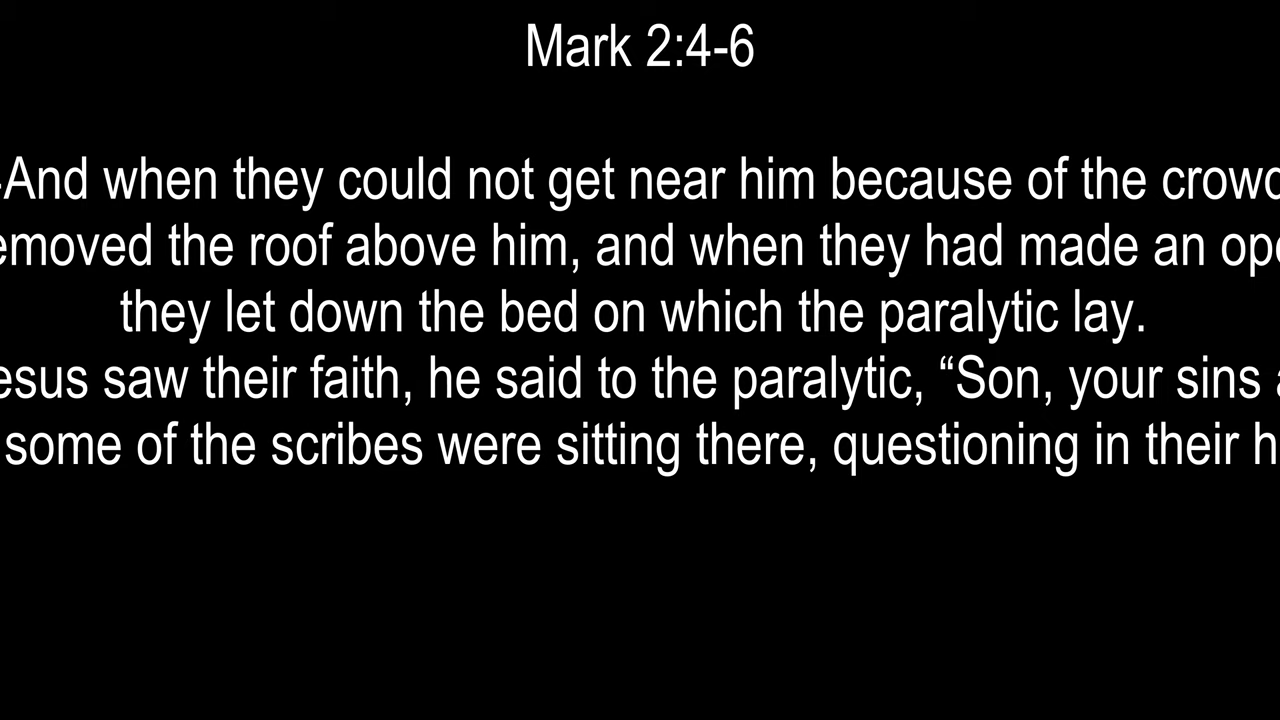 Mark 2:4-6
-And when they could not get near him because of the crowd
emoved the roof above him, and when they had made an ope
they let down the bed on which the paralytic lay.
esus saw their faith, he said to the paralytic, “Son, your sins a
some of the scribes were sitting there, questioning in their h